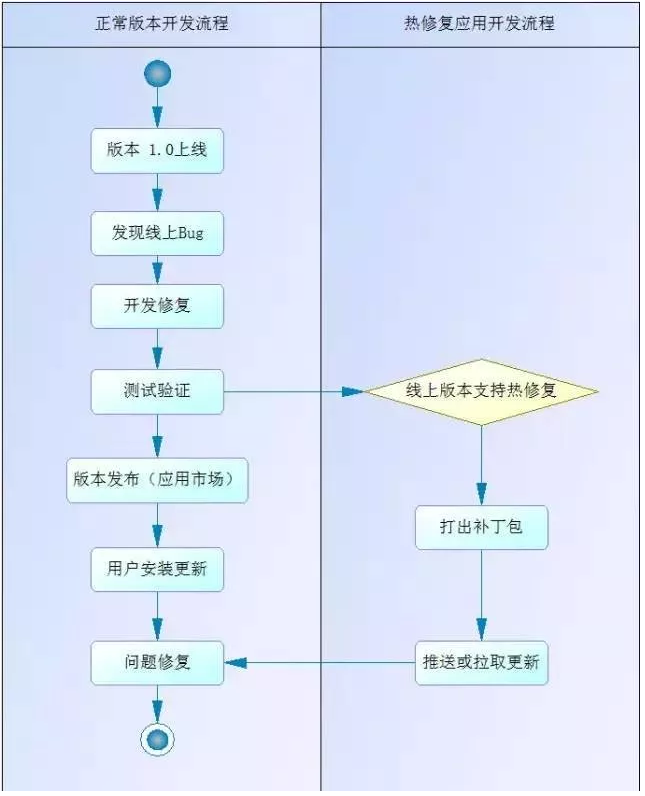 正常版本开发流程
热修复应用开发流程
版本 1.0上线
发现线上Bug
开发修复
测试验证
线上版本支持热修复
版本发布（应用市场）
打出补丁包
用户安装更新
问题修复
推送或拉取更新